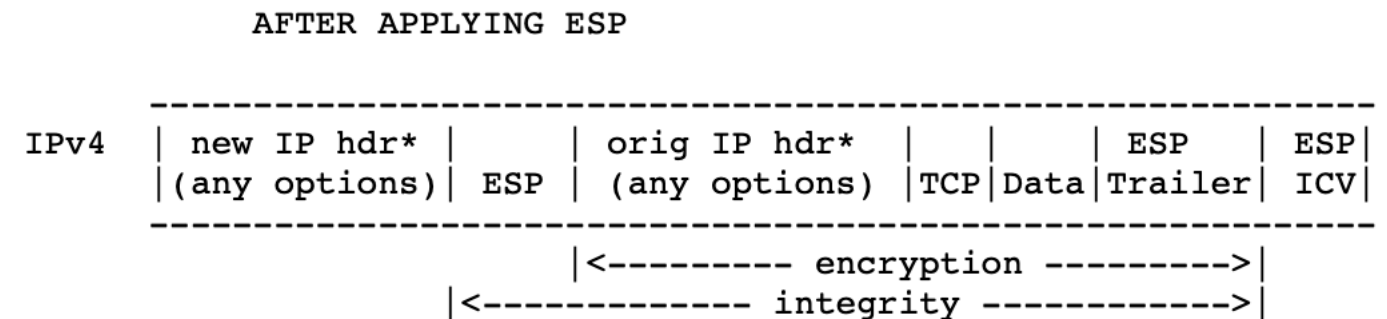 AFTER APPLYING ESP
-----------------------------------------------------------
IPv4  | new IP hdr* |     | orig IP hdr*  |   |    | ESP   | ESP|
|(any options)| ESP | (any options) |TCP|Data|Trailer| ICV|
-----------------------------------------------------------
|<--------- encryption --------->|
|<------------- integrity ------------>|